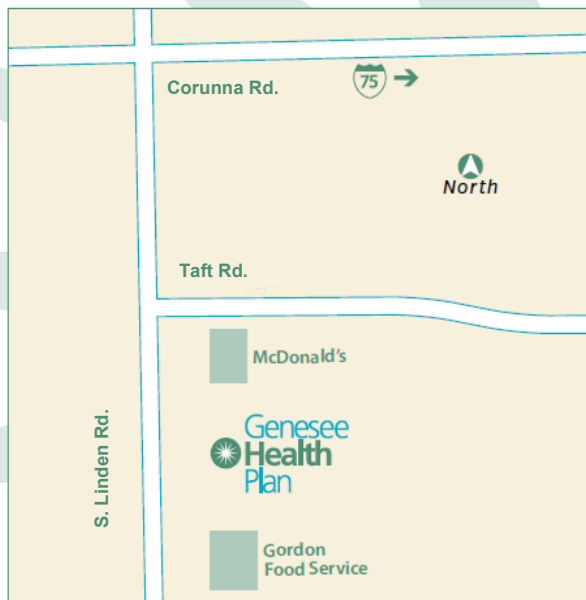 Corunna Rd.
75
North
Taft Rd.
McDonald's
Genesee
Health
Plan
S. Linden Rd.
Gordon
Food Service